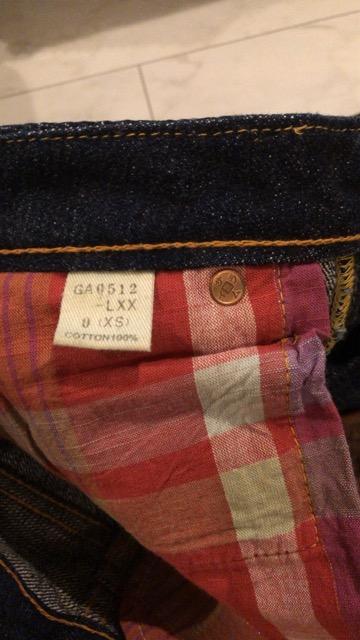 GA0512
-LXX
0 (XS)
COTTON100%